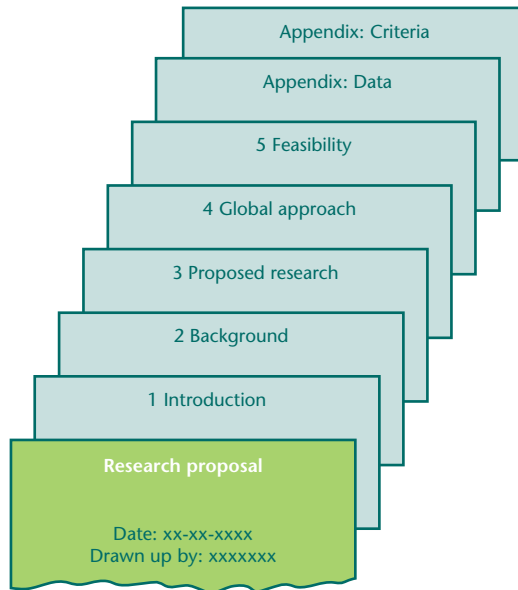 Appendix: Criteria
Appendix: Data
5 Feasibility
4 Global approach
3 Proposed research
2 Background
1 Introduction
Research proposal
Date: xx-xx-xxxx
Drawn up by: xxxxxxx